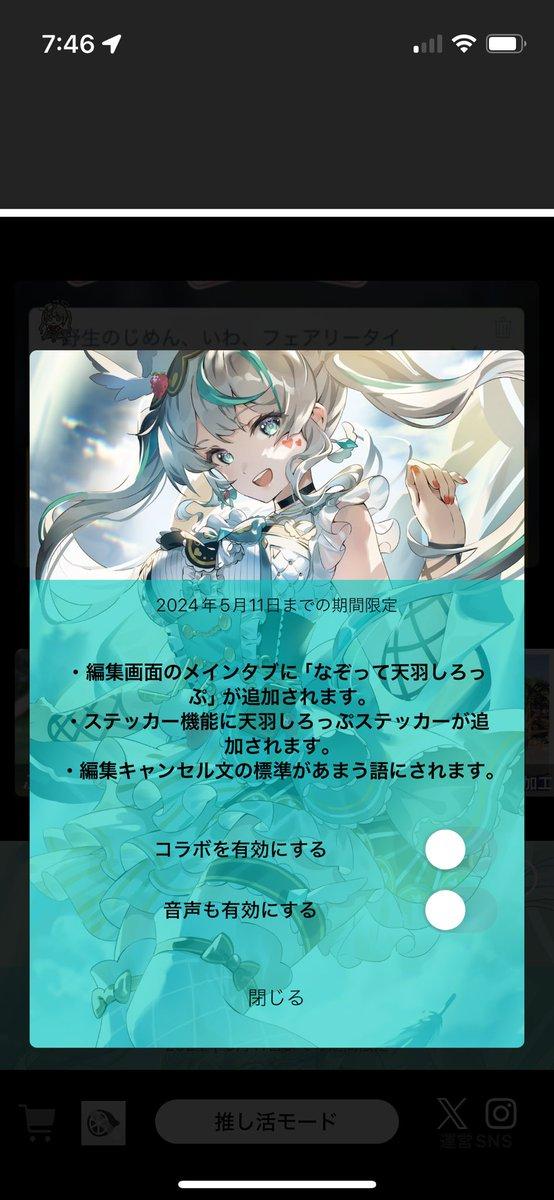 7:46
野生のじめん、いわ、フェアリータイ
2024年5月11日までの期間限定
・編集画面のメインタブに「なぞって天羽しろっ
ぷ」が追加されます。
・ステッカー機能に天羽しろっぷステッカーが追
加されます。
・編集キャンセル文の標準があまう語にされます。
加工
コラボを有効にする
音声も有効にする
閉じる
推し活モード
運営SNS